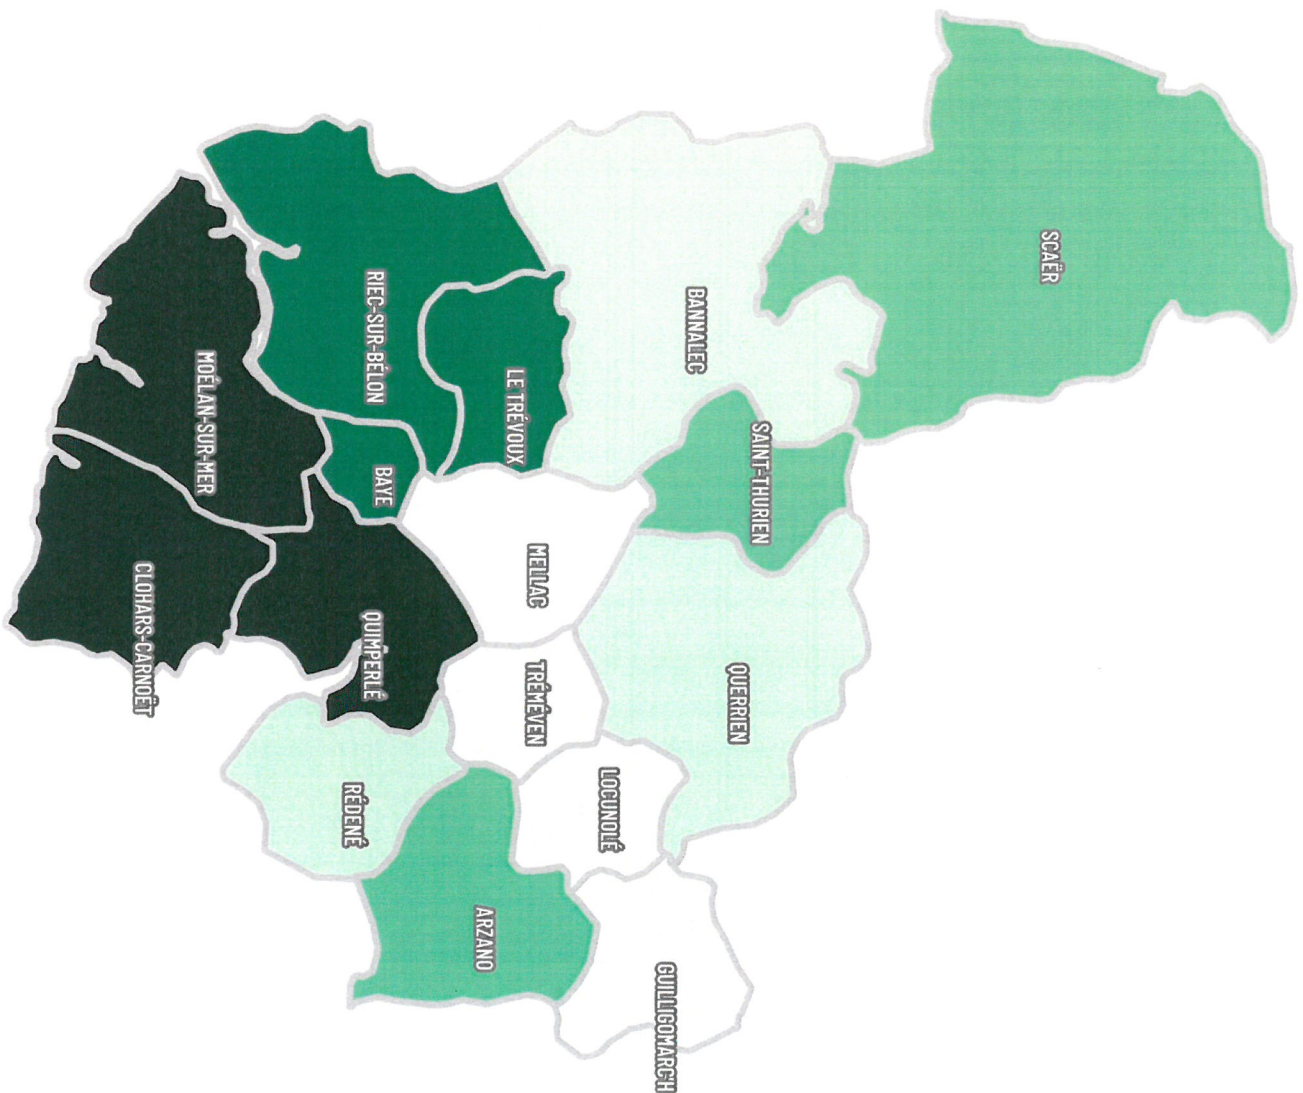 SCAËR
BANNALEC
SAINT-THURIEN
RIEC-SUR-BÉLON
LE TRÉVOUX
QUERRIEN
MOËLAN-SUR-MER
BAYE
MELLAC
CLOHARS-CARNOËT
QUIMPERLÉ
TRÉMÉVEN
LOCUNOLÉ
RÉDENÉ
ARZANO
GUILLIGOMARC'H